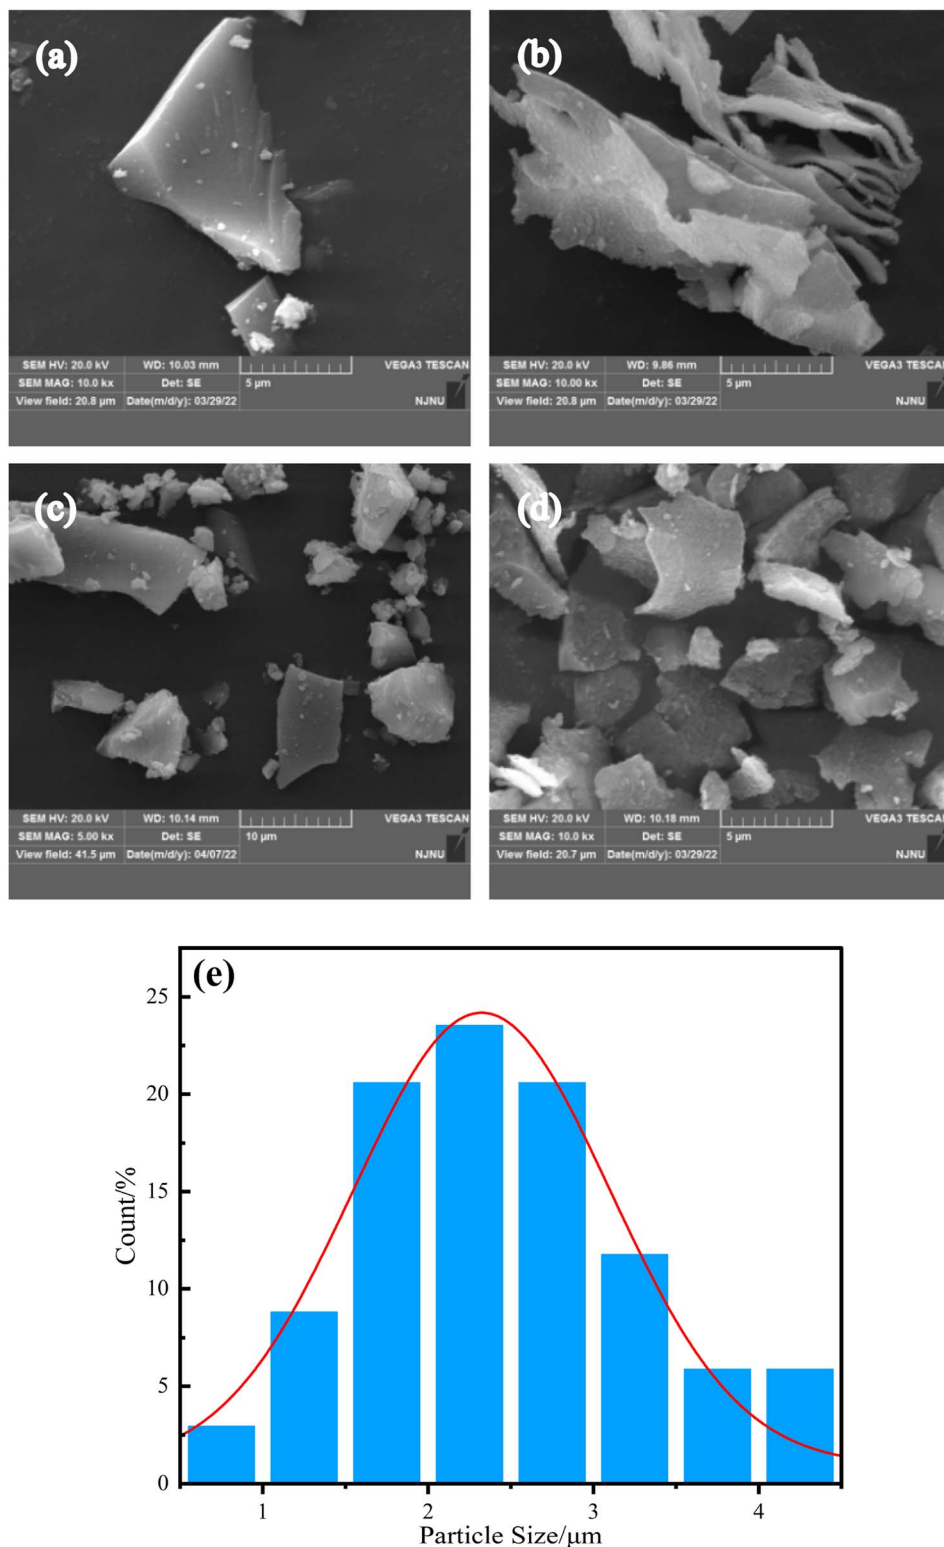 (a)
SEM HV: 20.0 kV WD: 10.03 mm VEGA3 TESCAN
SEM MAG: 10.0 kx Det: SE 5 µm
View field: 20.8 µm Date(m/d/y): 03/29/22 NJNU
(b)
SEM HV: 20.0 kV WD: 9.86 mm VEGA3 TESCAN
SEM MAG: 10.00 kx Det: SE 5 µm
View field: 20.8 µm Date(m/d/y): 03/29/22 NJNU
(c)
SEM HV: 20.0 kV WD: 10.14 mm VEGA3 TESCAN
SEM MAG: 5.00 kx Det: SE 10 µm
View field: 41.5 µm Date(m/d/y): 04/07/22 NJNU
(d)
SEM HV: 20.0 kV WD: 10.18 mm VEGA3 TESCAN
SEM MAG: 10.0 kx Det: SE 5 µm
View field: 20.7 µm Date(m/d/y): 03/29/22 NJNU
(e)
25
20
15
10
5
0
Count/%
1 2 3 4
Particle Size/µm